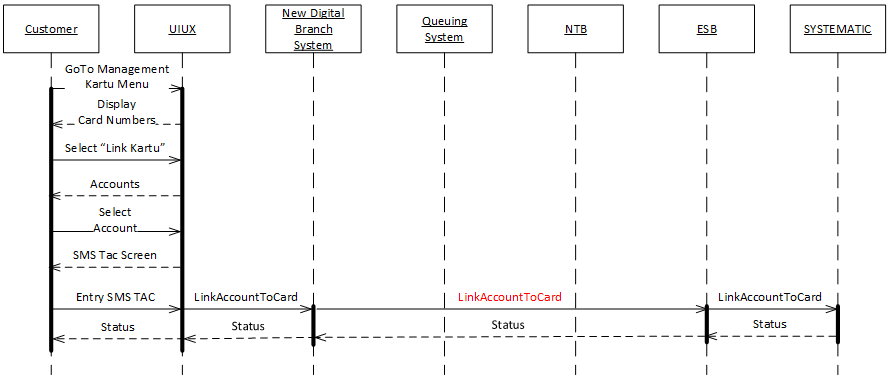 Customer
UIUX
New Digital
Branch
System
Queuing
System
NTB
ESB
SYSTEMATIC
GoTo Management
Kartu Menu
Display
Card Numbers
Select “Link Kartu”
Accounts
Select
Account
SMS Tac Screen
Entry SMS TAC
LinkAccountToCard
LinkAccountToCard
LinkAccountToCard
Status
Status
Status
Status